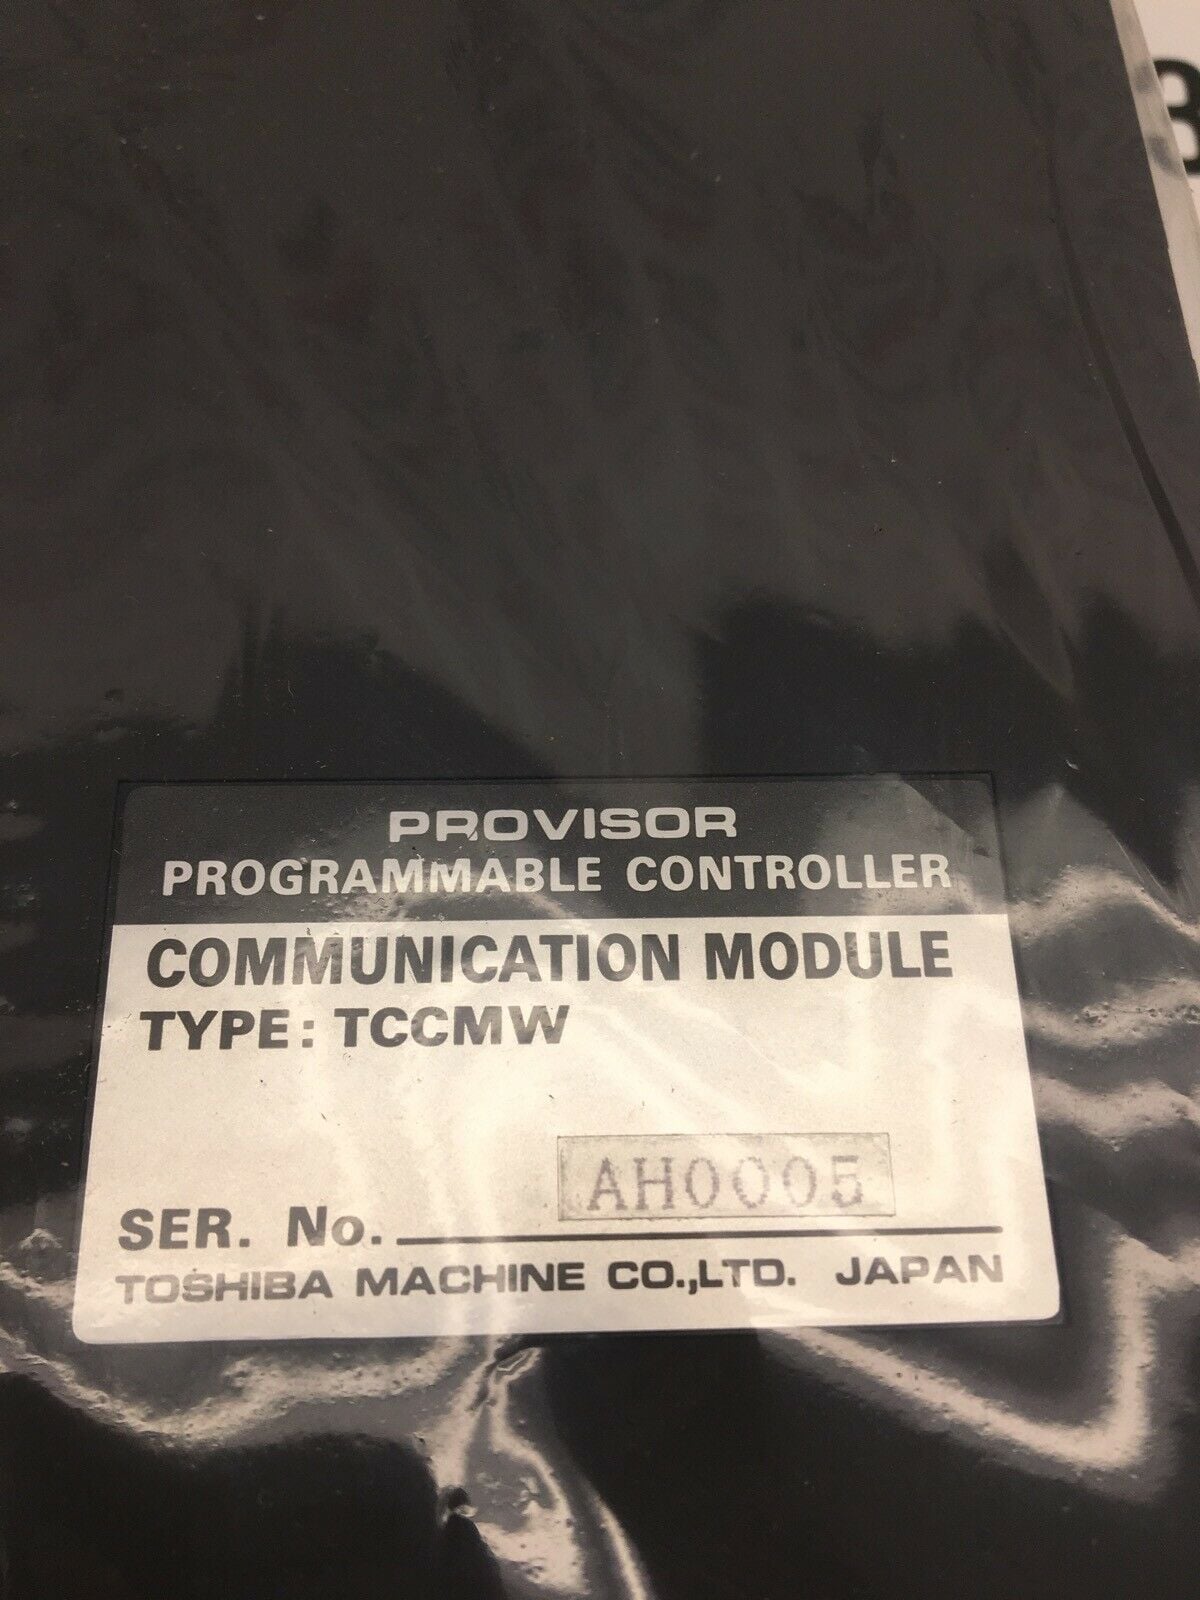 PROVISOR
PROGRAMMABLE CONTROLLER
COMMUNICATION MODULE
TYPE: TCCMW
AH0005
SER. No.
TOSHIBA MACHINE CO.,LTD. JAPAN